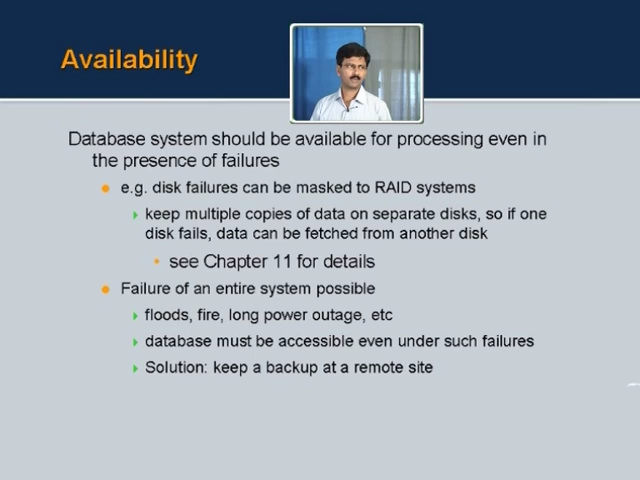 Availability
Database system should be available for processing even in
the presence of failures
e.g. disk failures can be masked to RAID systems
keep multiple copies of data on separate disks, so if one
disk fails, data can be fetched from another disk
see Chapter 11 for details
Failure of an entire system possible
floods, fire, long power outage, etc
database must be accessible even under such failures
Solution: keep a backup at a remote site